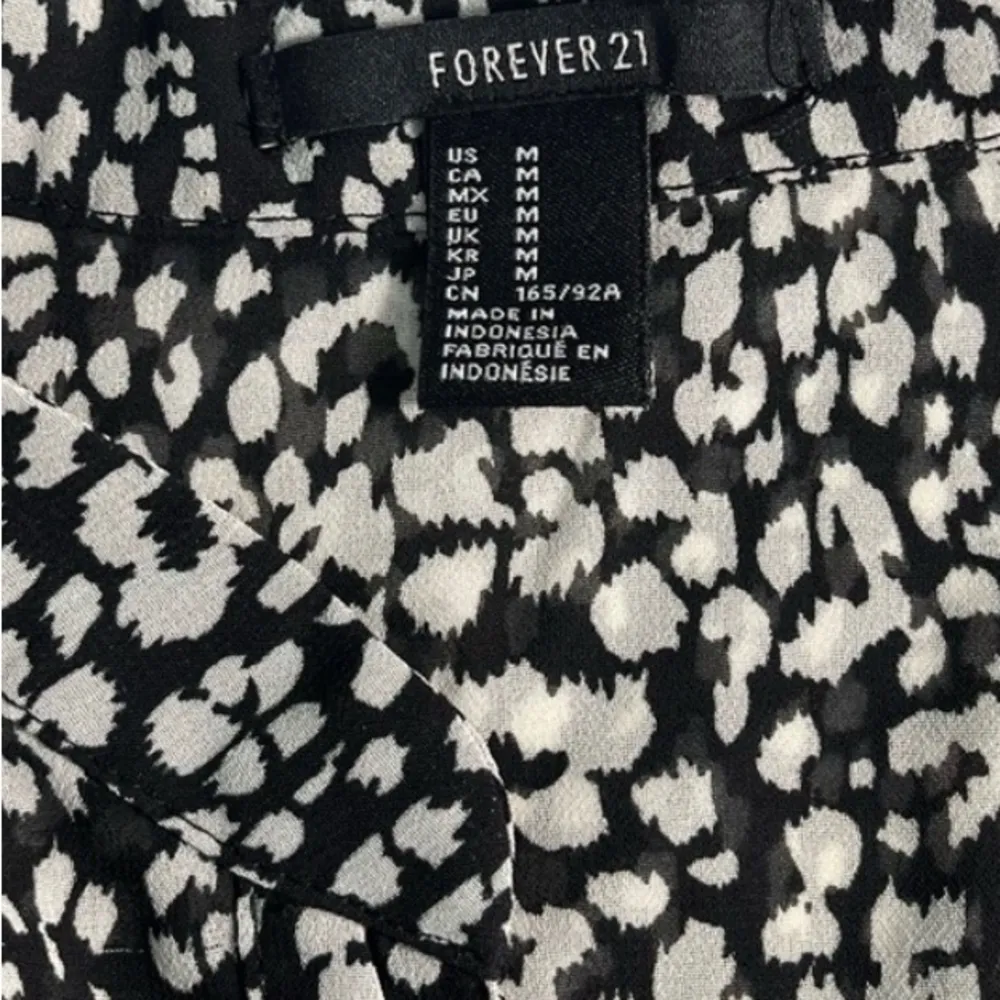 FOREVER 21
US M
CA M
MX M
EU M
UK M
KR M
JP M
CN 165/92A
MADE IN
INDONESIA
FABRIQUÉ EN
INDONÉSIE